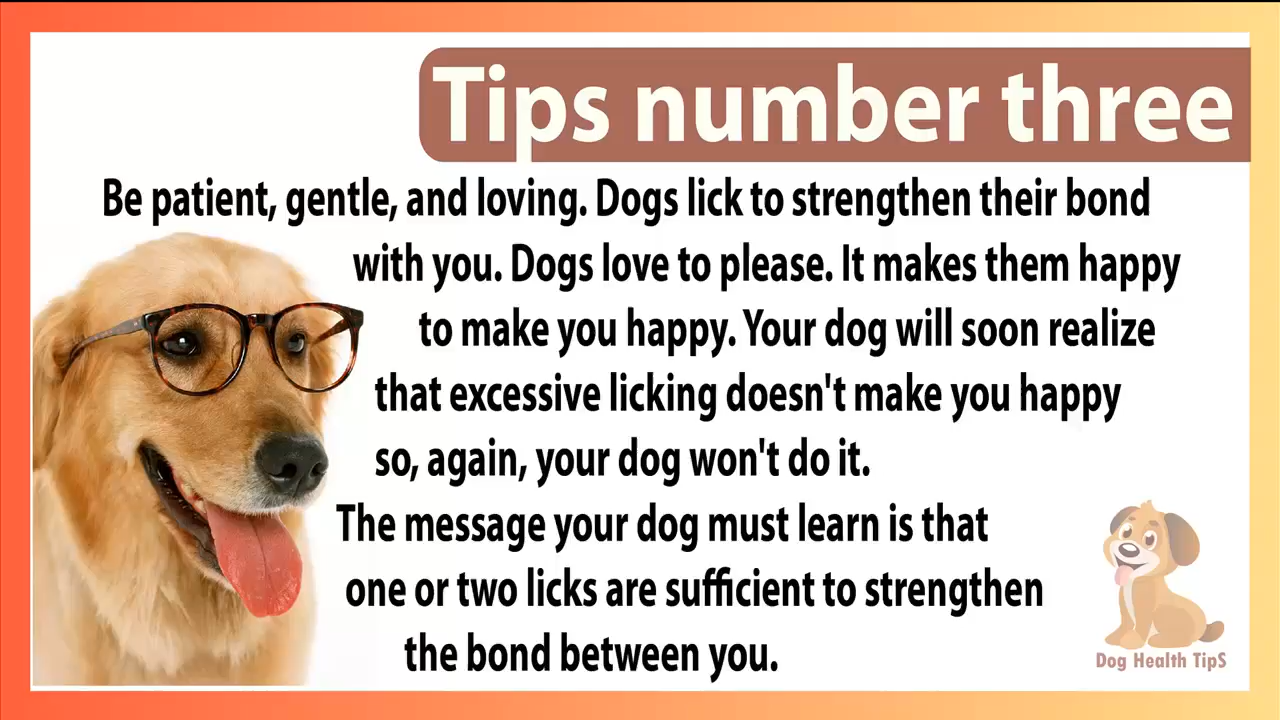 Tips number three
Be patient, gentle, and loving. Dogs lick to strengthen their bond
with you. Dogs love to please. It makes them happy
to make you happy. Your dog will soon realize
that excessive licking doesn't make you happy
so, again, your dog won't do it.
The message your dog must learn is that
one or two licks are sufficient to strengthen
the bond between you.
Dog Health TipS